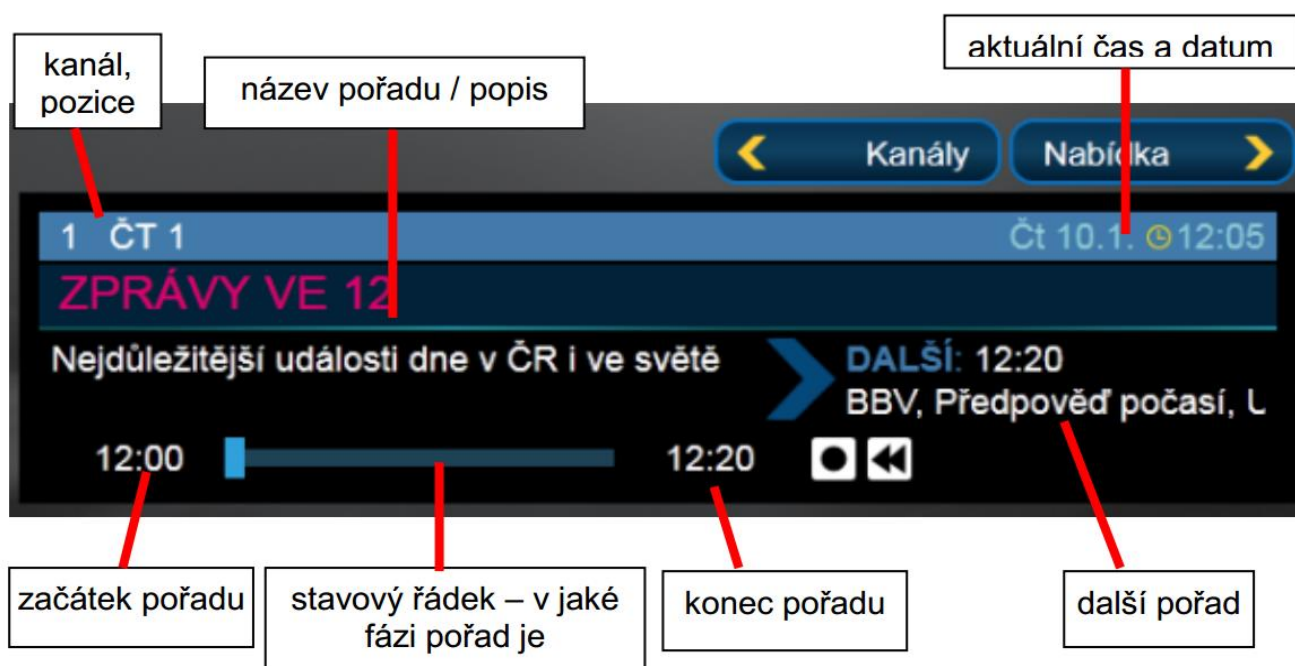 kanál,
pozice
název pořadu / popis
aktuální čas a datum
Kanály
Nabídka
1 ČT 1
Čt 10.1. 12:05
ZPRÁVY VE 12
Nejdůležitější události dne v ČR i ve světě
DALŠÍ: 12:20
BBV, Předpověď počasí, U
12:00
12:20
začátek pořadu
stavový řádek – v jaké
fázi pořad je
konec pořadu
další pořad